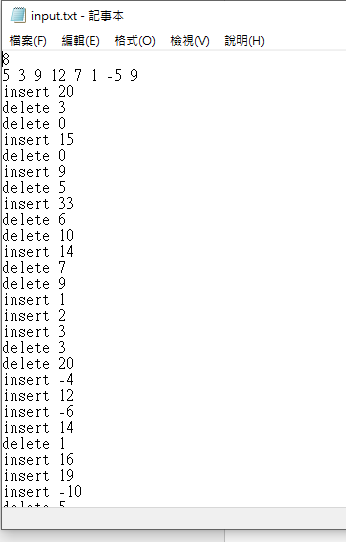 input.txt - 記事本
檔案(F) 編輯(E) 格式(O) 檢視(V) 說明(H)
8
5 3 9 12 7 1 -5 9
insert 20
delete 3
delete 0
insert 15
delete 0
insert 9
delete 5
insert 33
delete 6
delete 10
insert 14
delete 7
delete 9
insert 1
insert 2
insert 3
delete 3
delete 20
insert -4
insert 12
insert -6
insert 14
delete 1
insert 16
insert 19
insert -10
delete 5